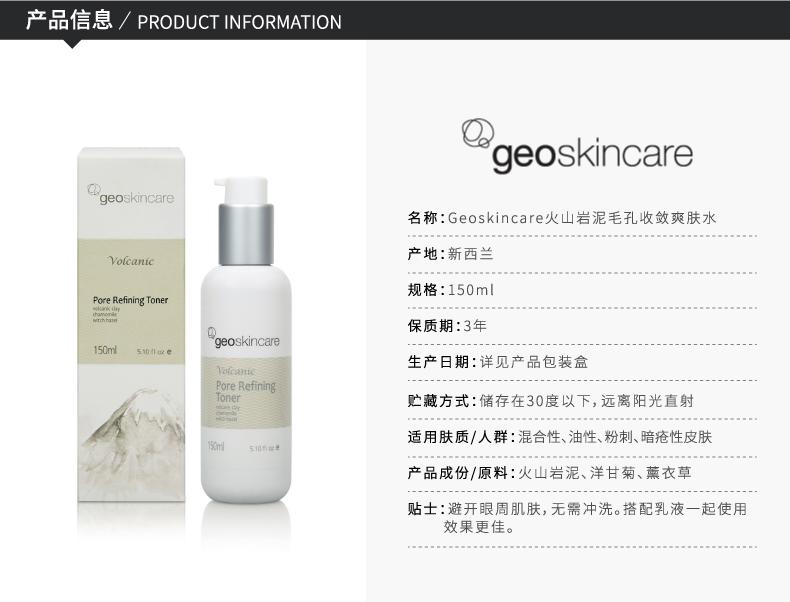 产品信息 / PRODUCT INFORMATION
geoskincare
Volcanic
Pore Refining Toner
volcanic clay
chamomile
witch hazel
150ml 5.10 fl oz e
geoskincare
Volcanic
Pore Refining
Toner
volcanic clay
chamomile
witch hazel
150ml 5.10 fl oz e
geoskincare
名称:Geoskincare火山岩泥毛孔收敛爽肤水
产地:新西兰
规格:150ml
保质期:3年
生产日期:详见产品包装盒
贮藏方式:储存在30度以下,远离阳光直射
适用肤质/人群:混合性、油性、粉刺、暗疮性皮肤
产品成份/原料:火山岩泥、洋甘菊、薰衣草
贴士:避开眼周肌肤,无需冲洗。搭配乳液一起使用
效果更佳。